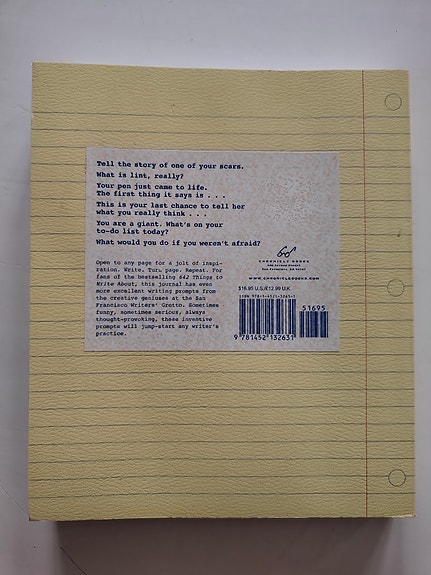 Tell the story of one of your scars.
What is lint, really?
Your pen just came to life.
The first thing it says is . . .
This is your last chance to tell her
what you really think . . .
You are a giant. What's on your
to-do list today?
What would you do if you weren't afraid?
Open to any page for a jolt of inspi-
ration. Write. Turn page. Repeat. For
fans of the bestselling 642 Things to
Write About, this journal has even
more excellent writing prompts from
the creative geniuses at the San
Francisco Writers' Grotto. Sometimes
funny, sometimes serious, always
thought-provoking, these inventive
prompts will jump-start any writer's
practice.
CHRONICLE BOOKS
WWW.CHRONICLEBOOKS.COM
$16.95 U.S./£12.99 U.K.
ISBN 978-1-4521-3263-1
51695
9 781452 132631